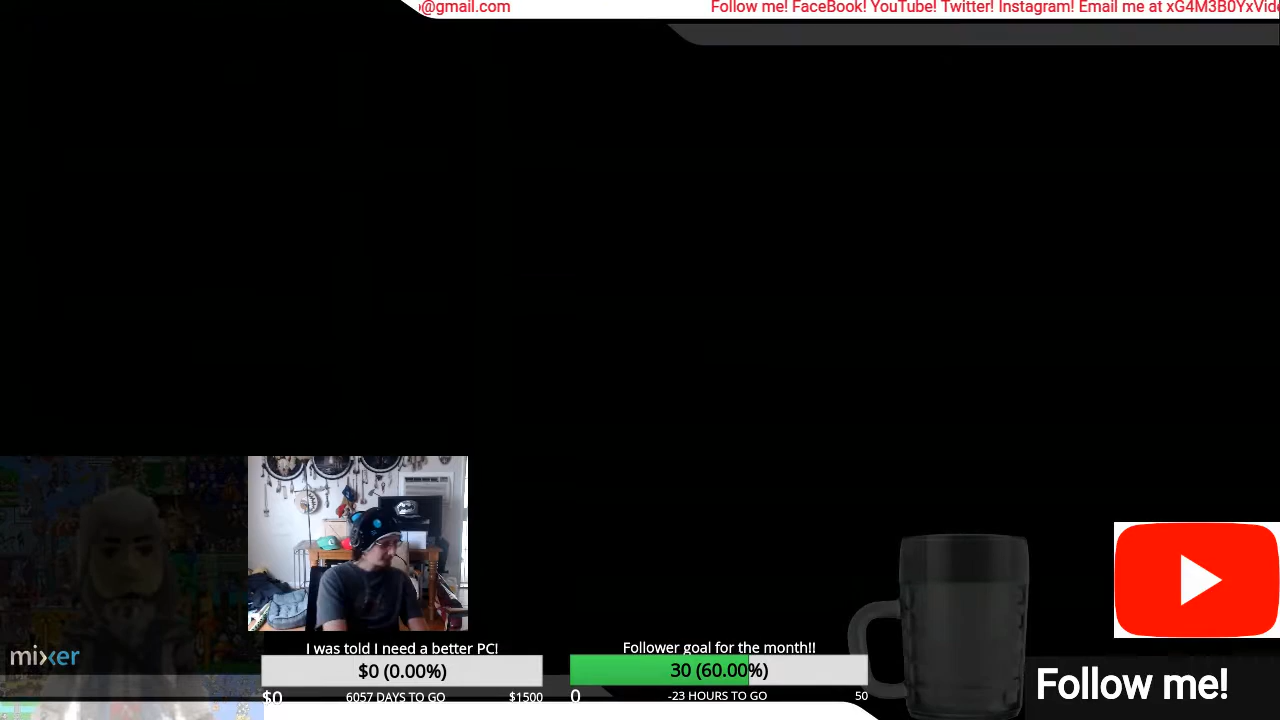 @gmail.com
Follow me! FaceBook! YouTube! Twitter! Instagram! Email me at xG4M3B0YxVide
I was told I need a better PC!
$0 (0.00%)
$0 6057 DAYS TO GO $1500
Follower goal for the month!!
30 (60.00%)
0 -23 HOURS TO GO 50
mixer
Follow me!